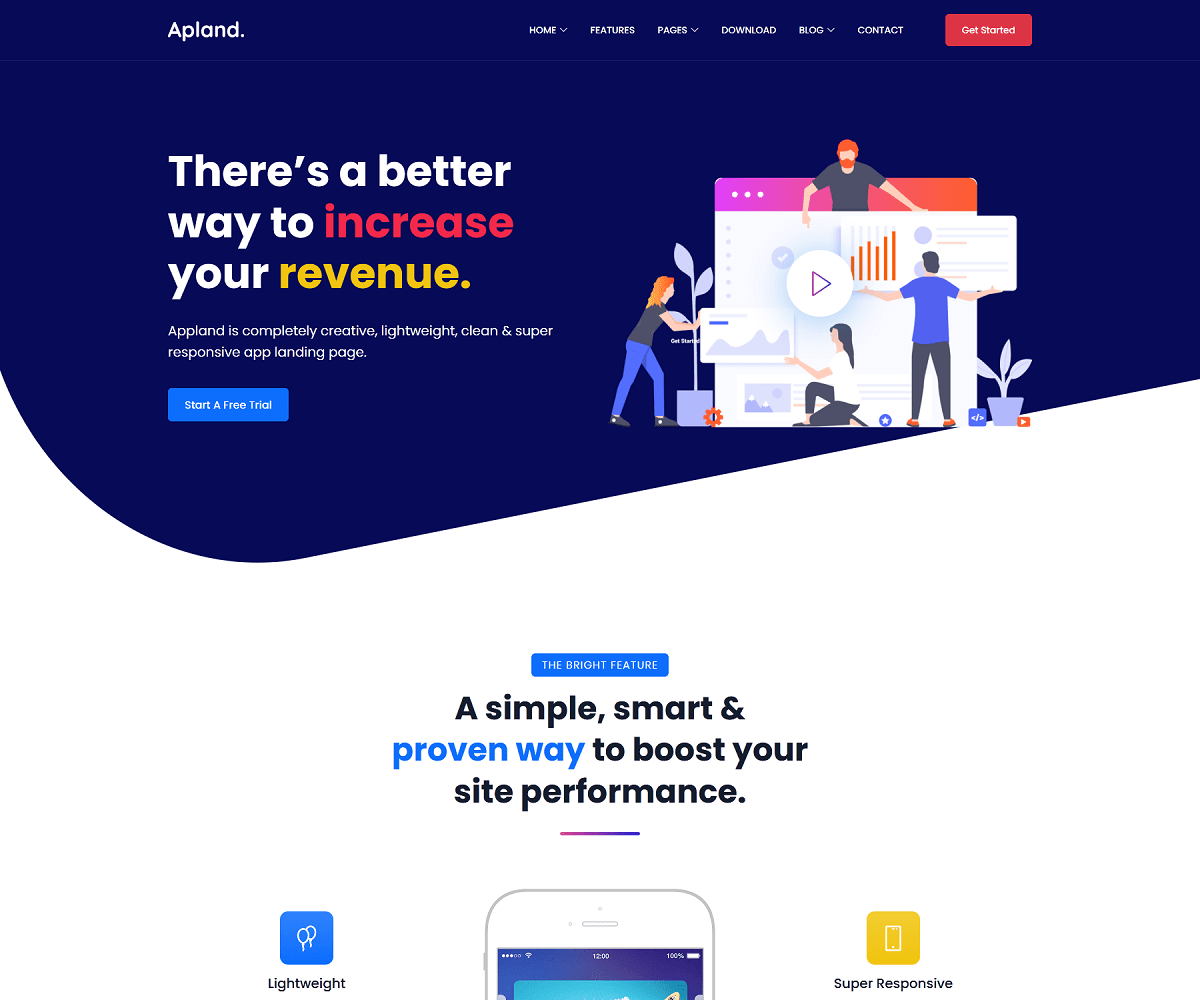 Apland.
HOME FEATURES PAGES DOWNLOAD BLOG CONTACT Get Started
There’s a better
way to increase
your revenue.
Appland is completely creative, lightweight, clean & super
responsive app landing page.
Start A Free Trial
Get Started
</>
THE BRIGHT FEATURE
A simple, smart &
proven way to boost your
site performance.
12:00 100%
Lightweight
Super Responsive